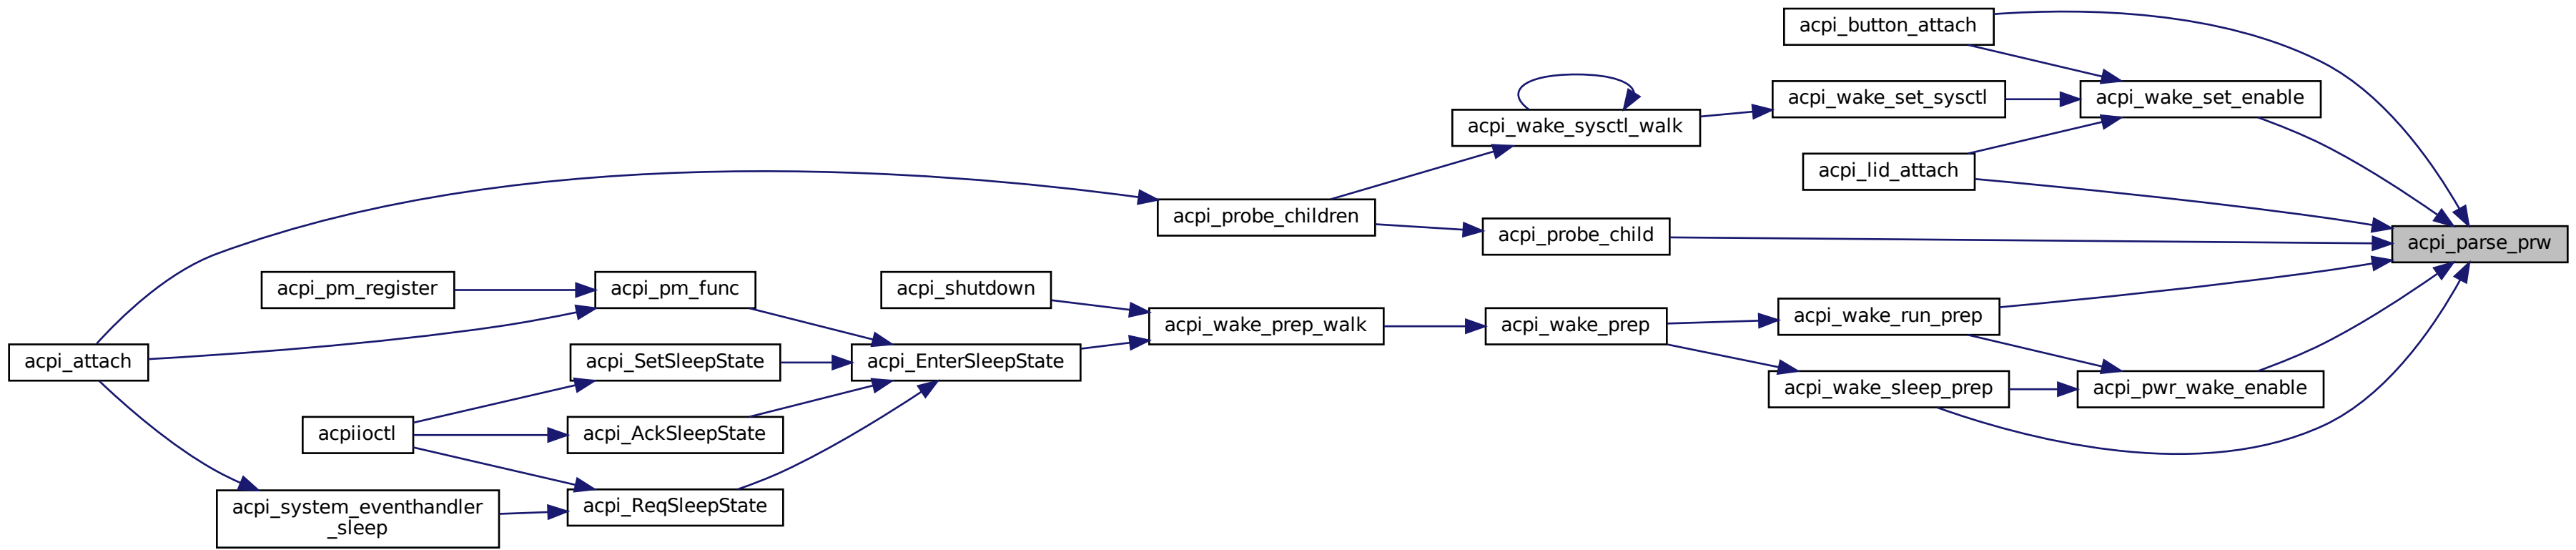 acpi_button_attach
acpi_wake_set_sysctl
acpi_wake_set_enable
acpi_wake_sysctl_walk
acpi_lid_attach
acpi_probe_children
acpi_probe_child
acpi_parse_prw
acpi_pm_register
acpi_pm_func
acpi_shutdown
acpi_wake_prep_walk
acpi_wake_prep
acpi_wake_run_prep
acpi_attach
acpi_SetSleepState
acpi_EnterSleepState
acpi_wake_sleep_prep
acpi_pwr_wake_enable
acpiioctl
acpi_AckSleepState
acpi_system_eventhandler
_sleep
acpi_ReqSleepState